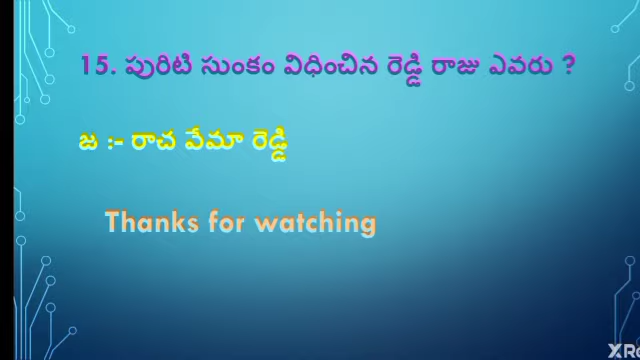 15. పురిటి సుంకం విధించిన రెడ్డి రాజు ఎవరు ?
జ :- రాచ వేమా రెడ్డి
Thanks for watching